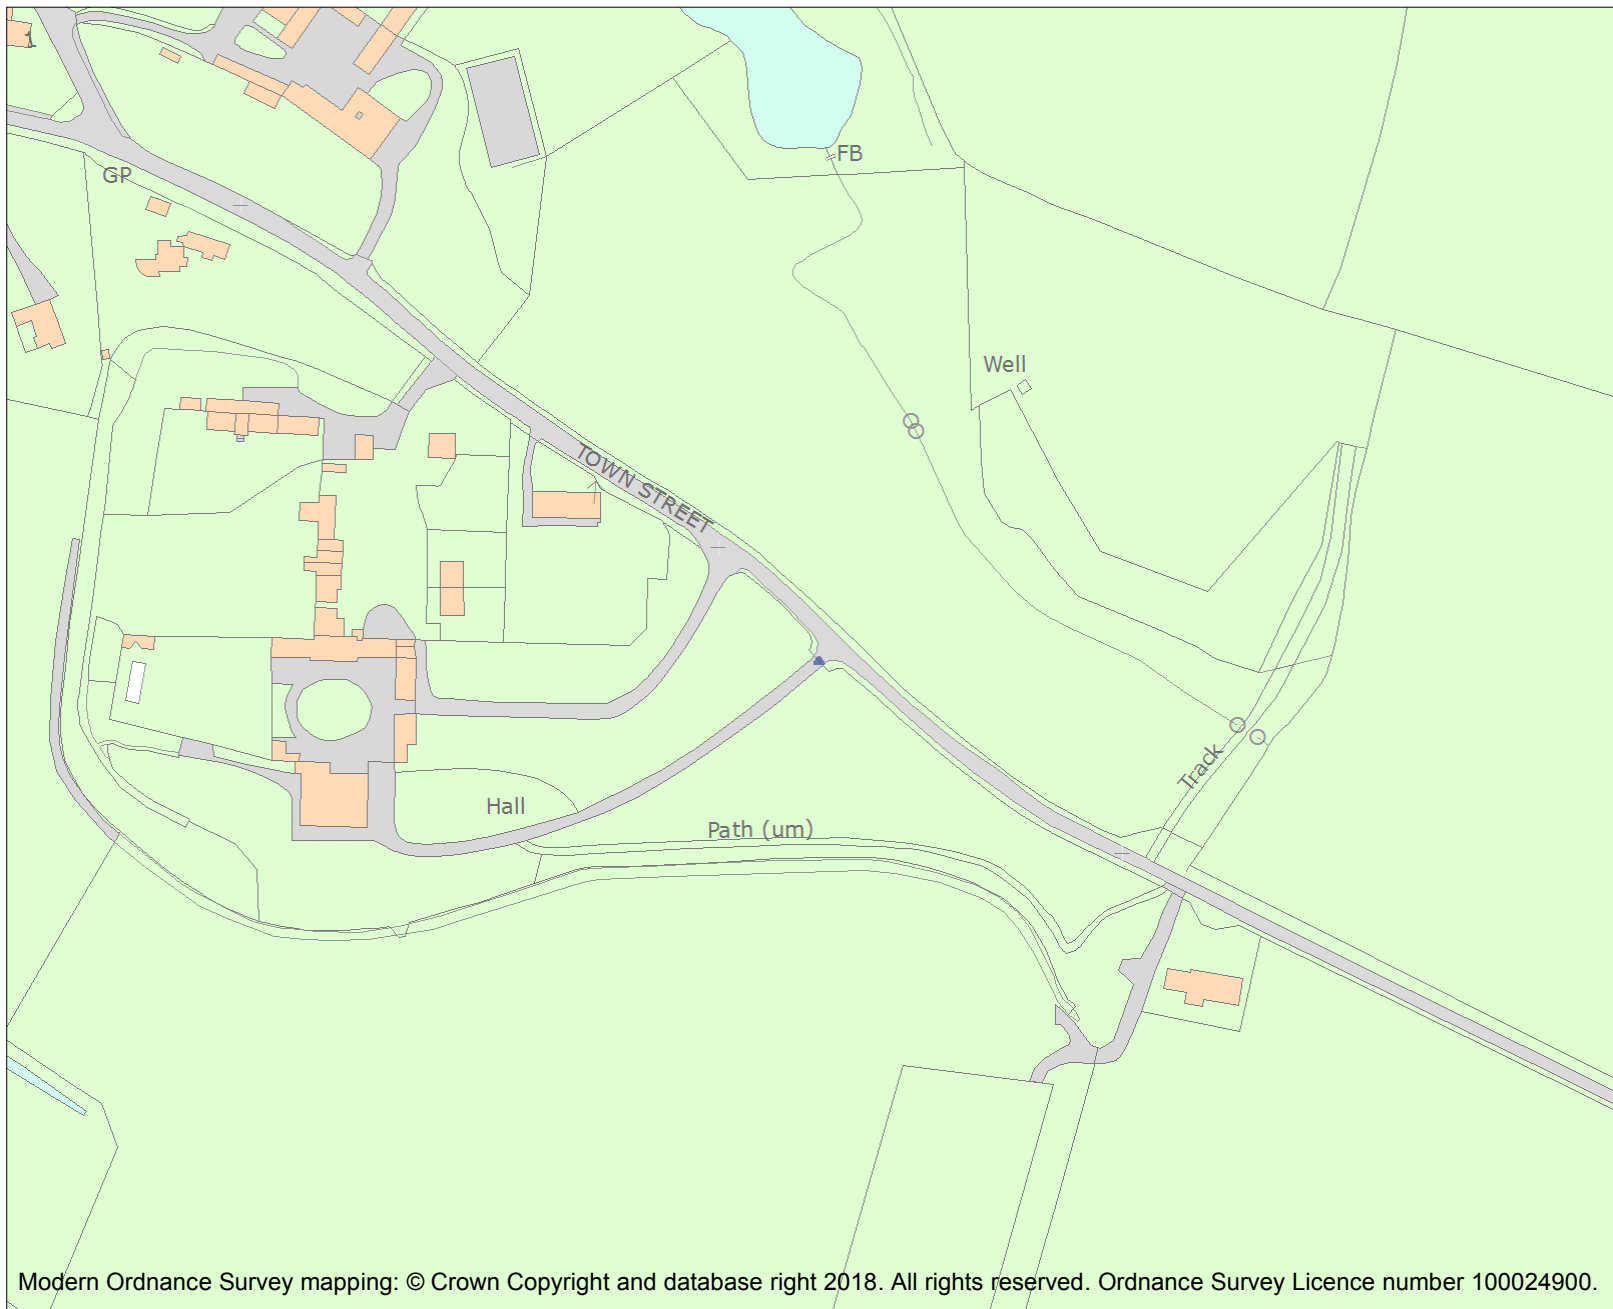 1
GP
FB
Well
TOWN STREET
Track
Hall
Path (um)
Modern Ordnance Survey mapping: © Crown Copyright and database right 2018. All rights reserved. Ordnance Survey Licence number 100024900.